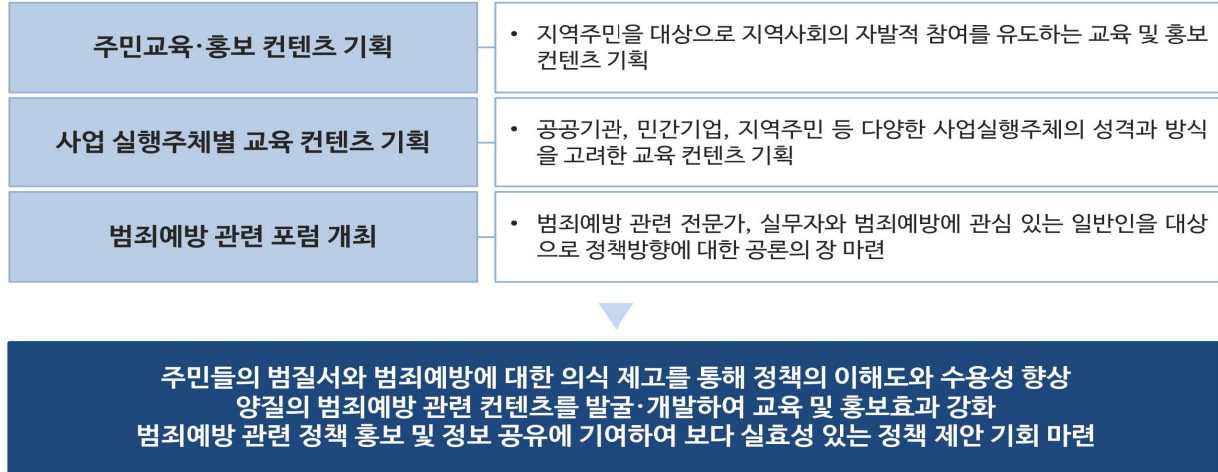 주민교육·홍보 컨텐츠 기획
• 지역주민을 대상으로 지역사회의 자발적 참여를 유도하는 교육 및 홍보
컨텐츠 기획
사업 실행주체별 교육 컨텐츠 기획
• 공공기관, 민간기업, 지역주민 등 다양한 사업실행주체의 성격과 방식
을 고려한 교육 컨텐츠 기획
범죄예방 관련 포럼 개최
• 범죄예방 관련 전문가, 실무자와 범죄예방에 관심 있는 일반인을 대상
으로 정책방향에 대한 공론의 장 마련
주민들의 범질서와 범죄예방에 대한 의식 제고를 통해 정책의 이해도와 수용성 향상
양질의 범죄예방 관련 컨텐츠를 발굴·개발하여 교육 및 홍보효과 강화
범죄예방 관련 정책 홍보 및 정보 공유에 기여하여 보다 실효성 있는 정책 제안 기회 마련